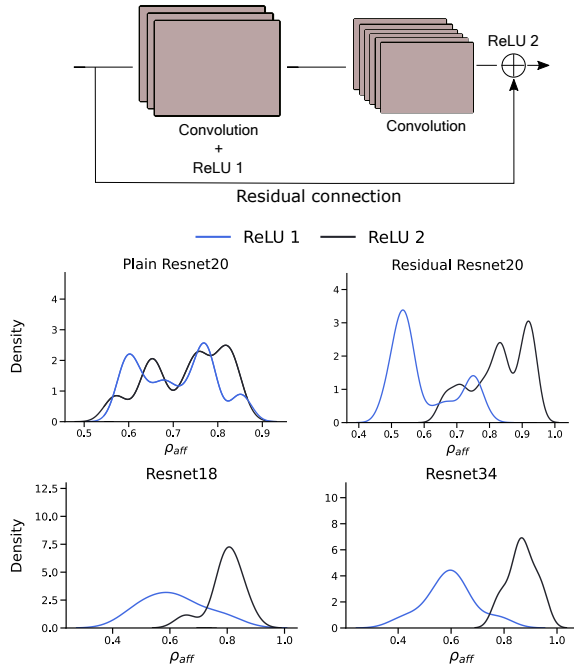 ReLU 2
Convolution
+
ReLU 1
Convolution
Residual connection
ReLU 1
ReLU 2
Plain Resnet20
Density
4
3
2
1
0
0.5 0.6 0.7 0.8 0.9
ρaff
Residual Resnet20
4
3
2
1
0
0.4 0.5 0.6 0.7 0.8 0.9 1.0
ρaff
Resnet18
Density
12.5
10.0
7.5
5.0
2.5
0.0
0.4 0.6 0.8 1.0
ρaff
Resnet34
10
8
6
4
2
0
0.4 0.6 0.8 1.0
ρaff